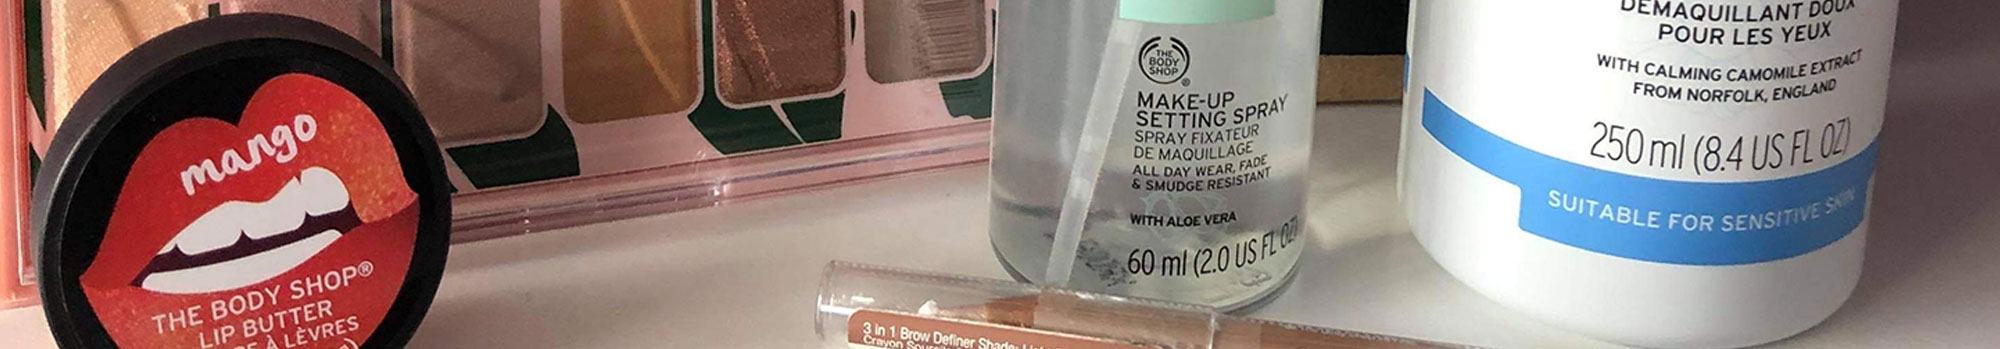 mango
THE BODY SHOP®
LIP BUTTER
À LÈVRES
THE
BODY
SHOP®
MAKE-UP
SETTING SPRAY
SPRAY FIXATEUR
DE MAQUILLAGE
ALL DAY WEAR, FADE
& SMUDGE RESISTANT
WITH ALOE VERA
60 ml (2.0 US FL OZ)
3 in 1 Brow Definer Shade:
Crayon
DÉMAQUILLANT DOUX
POUR LES YEUX
WITH CALMING CAMOMILE EXTRACT
FROM NORFOLK, ENGLAND
250 ml (8.4 US FL OZ)
SUITABLE FOR SENSITIVE SKIN